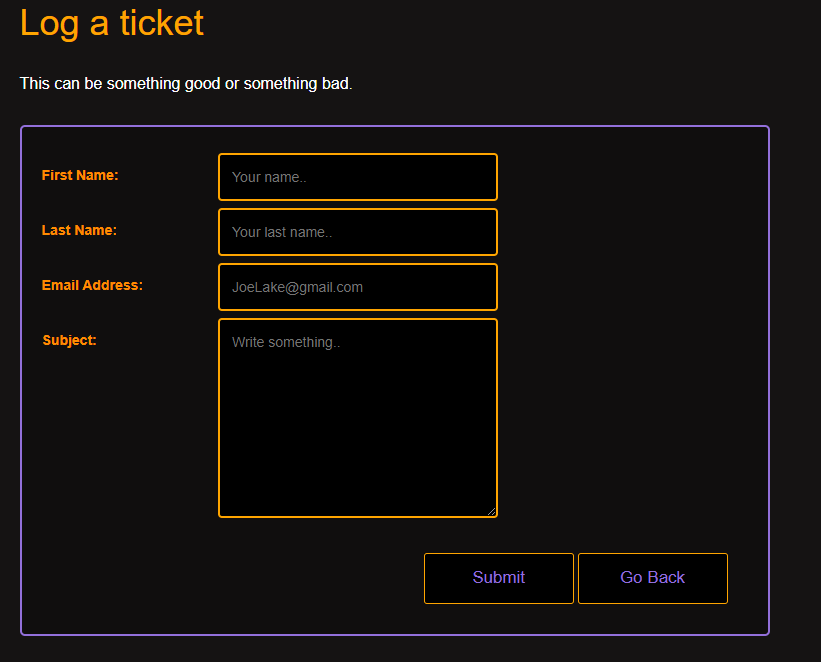 Log a ticket
This can be something good or something bad.
First Name:
Your name..
Last Name:
Your last name..
Email Address:
JoeLake@gmail.com
Subject:
Write something..
Submit
Go Back